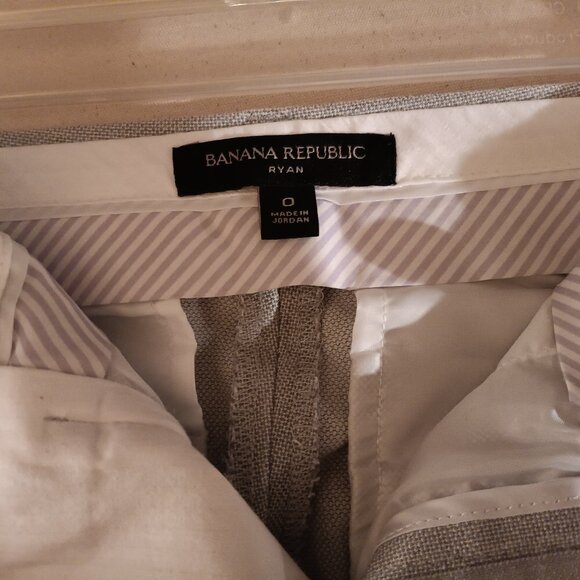 BANANA REPUBLIC
RYAN
0
MADE IN
JORDAN